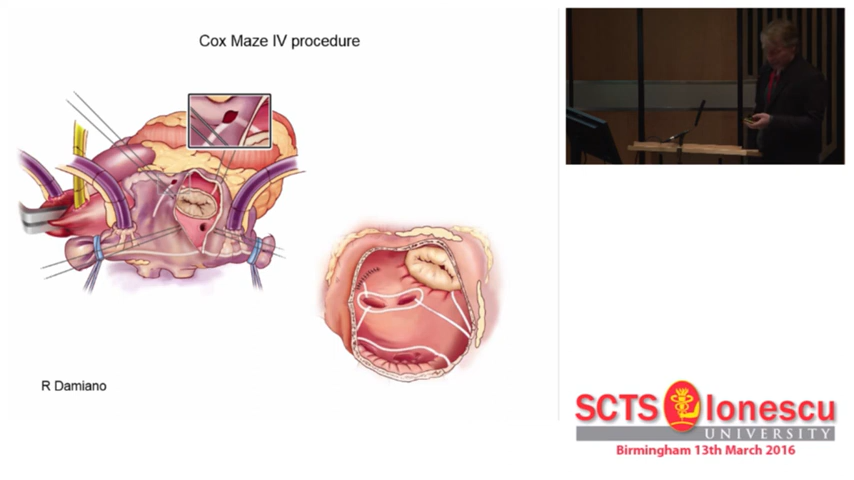 Cox Maze IV procedure
R Damiano
SCTS Ionescu
UNIVERSITY
Birmingham 13th March 2016